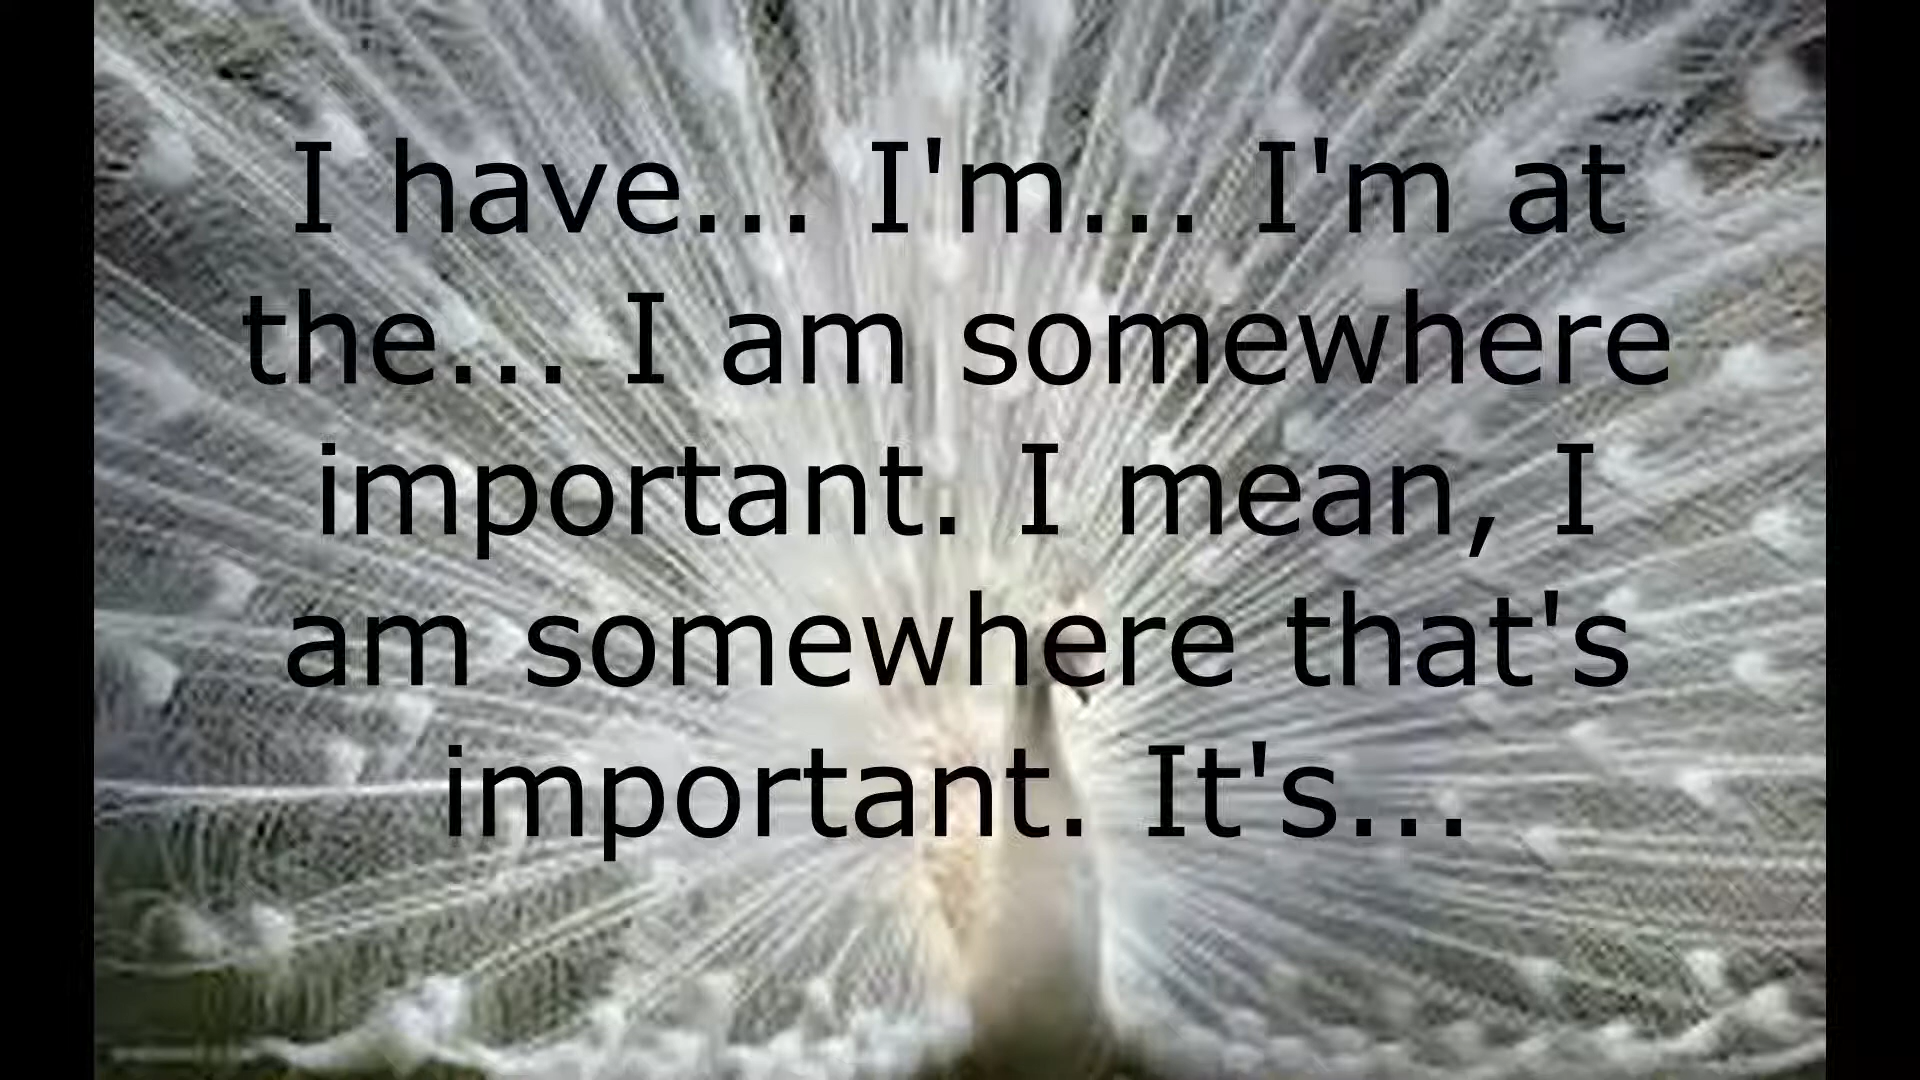 I have... I'm... I'm at
the... I am somewhere
important. I mean, I
am somewhere that's
important. It's...